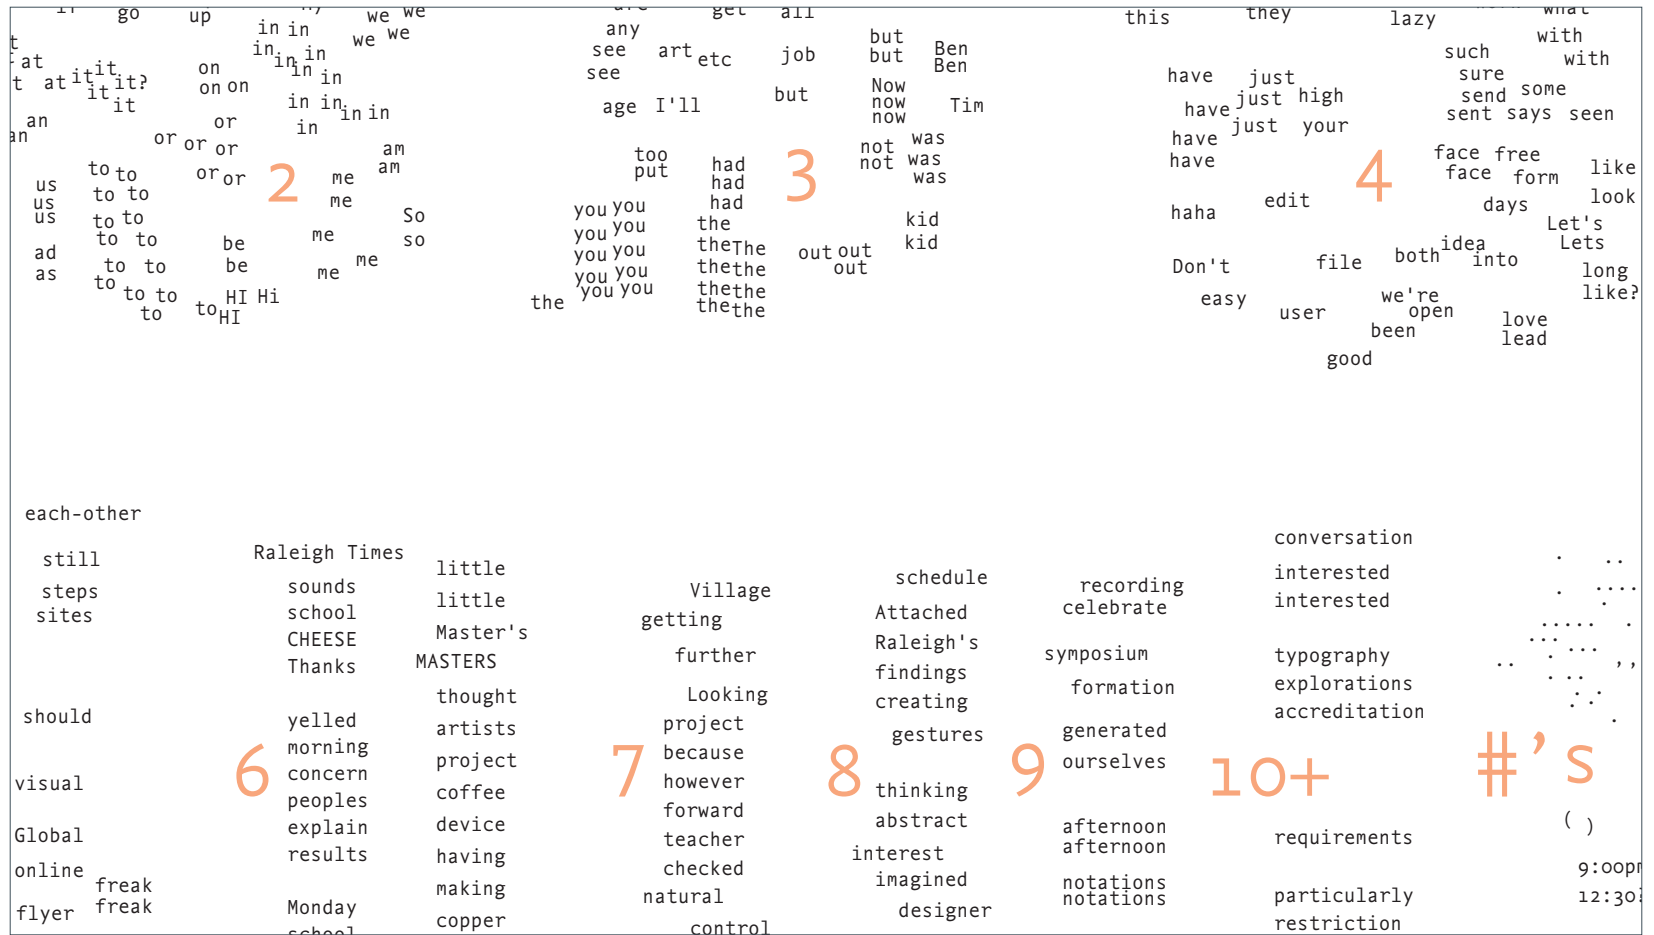 go up we we get all this they lazy what
in in we we any but such with
at in in in see art etc job but Ben Ben with
at it it it? on in in see have just sure
it it on on in in in in age I'll but Now now now Tim have just high send some
an or or in not was have just your sent says seen
an or or or am too not was have face free like
to to or or 2 me am put had 3 was 4 face form
us us us to to me had had haha edit days look
to to So you you the kid Let's
to to be me so you you the The out out kid both idea Lets
ad to to be me you you the the out Don't file into long
as to me you you the the easy we're like?
to to to HI Hi you you the the the user open love
to to HI been lead
good
each-other
conversation
Raleigh Times
still little schedule interested
steps sounds little Village recording interested
sites school getting Attached celebrate
CHEESE Master's Raleigh's
Thanks MASTERS further findings symposium typography
thought Looking creating formation explorations
should yelled artists project gestures generated accreditation
6 morning project 7 because 8 9 ourselves 10+ #'s
visual concern coffee however thinking
peoples forward abstract ( )
Global explain device teacher afternoon requirements
online results having checked interest afternoon
freak making natural imagined notations particularly
flyer freak Monday copper control designer notations restriction